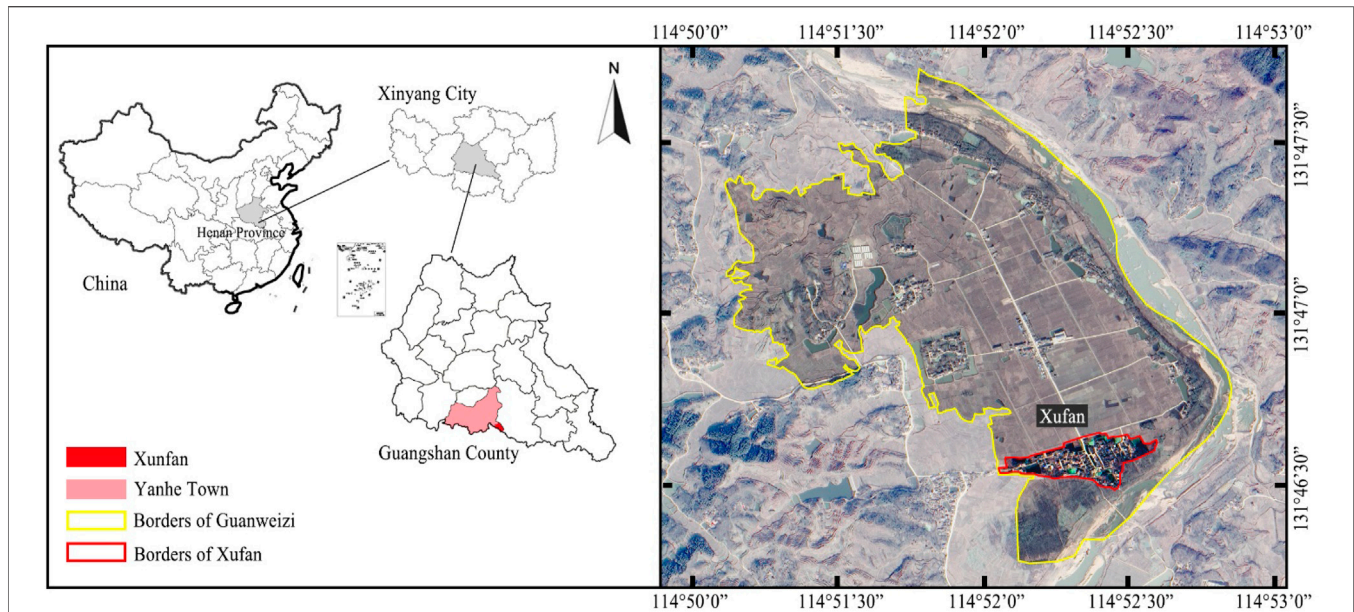 114°50’0” 114°51’30” 114°52’0” 114°52’30” 114°53’0”
Xinyang City
N
Henan Province
China
Guangshan County
Xunfan
Yanhe Town
Borders of Guanweizi
Borders of Xufan
Xufan
131°47’30”
131°47’0”
131°46’30”
114°50’0” 114°51’30” 114°52’0” 114°52’30” 114°53’0”